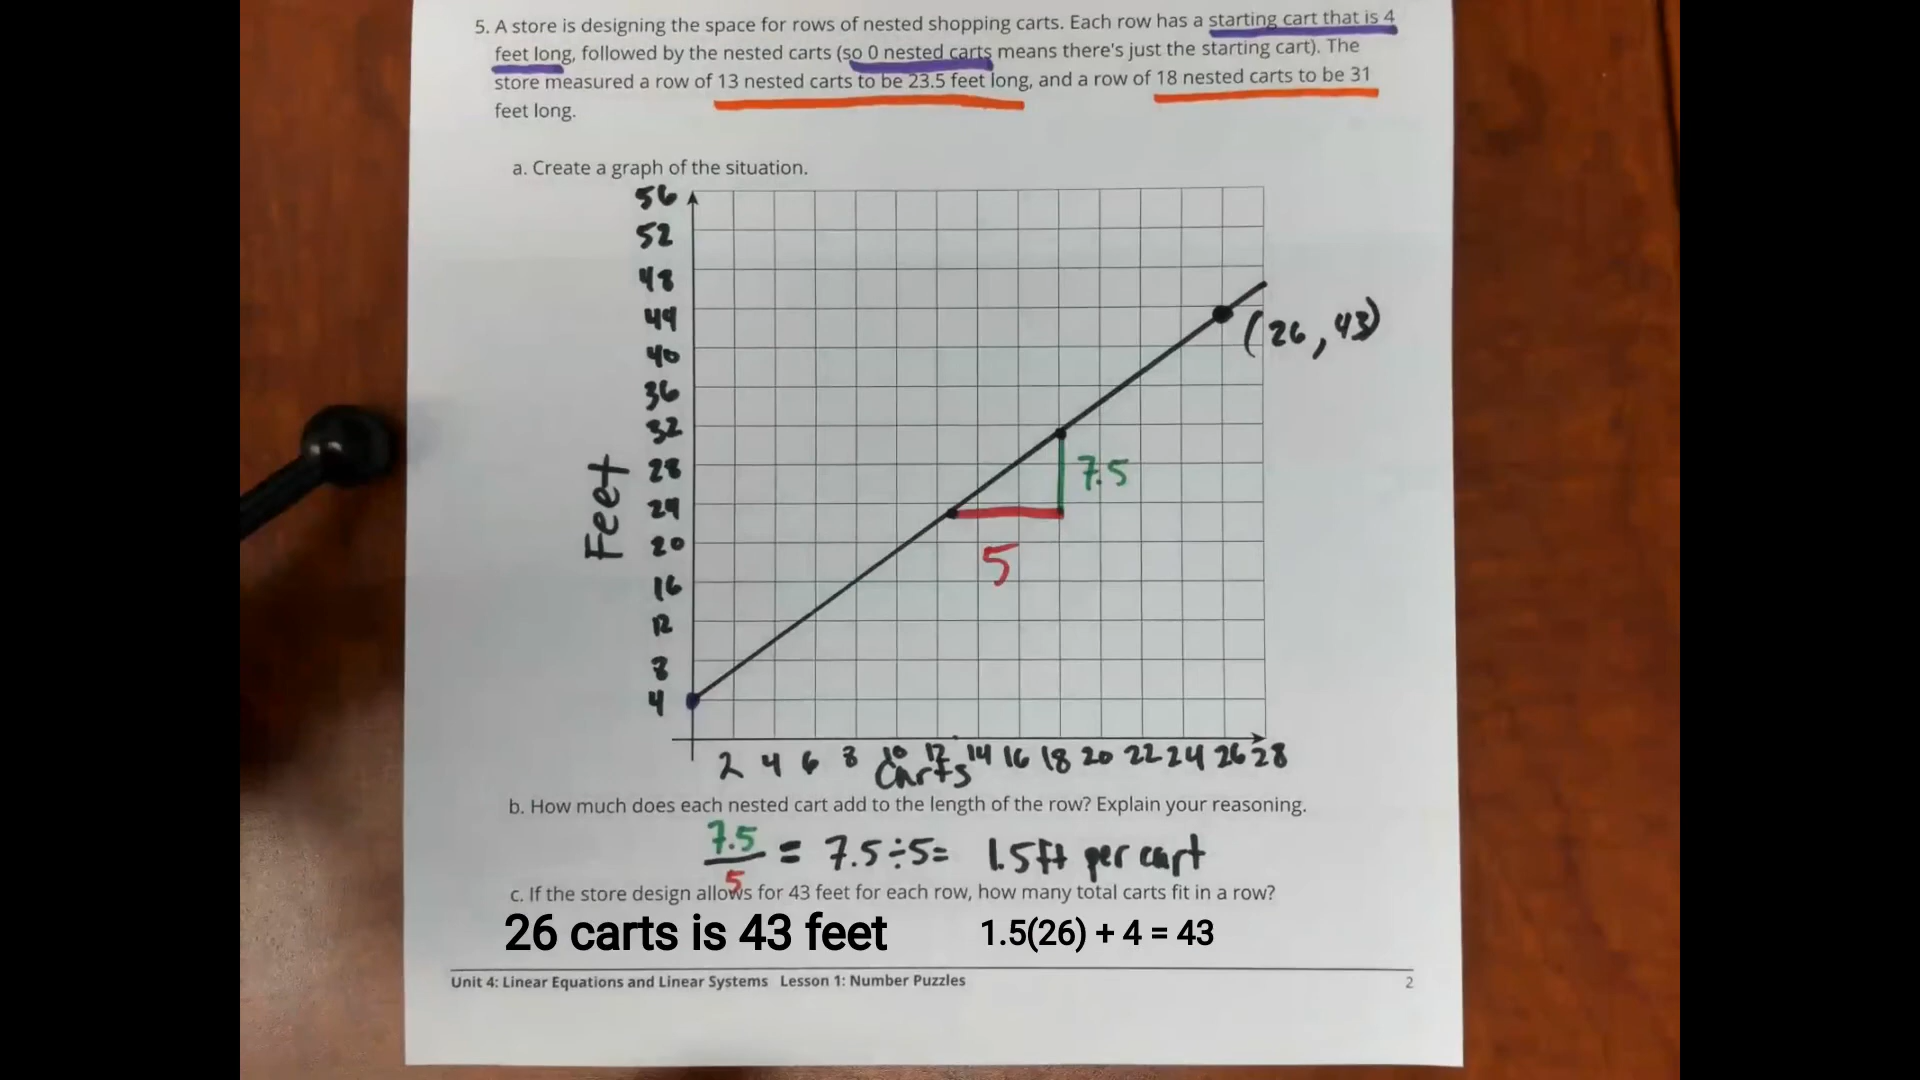 5. A store is designing the space for rows of nested shopping carts. Each row has a starting cart that is 4
feet long, followed by the nested carts (so 0 nested carts means there's just the starting cart). The
store measured a row of 13 nested carts to be 23.5 feet long, and a row of 18 nested carts to be 31
feet long.
a. Create a graph of the situation.
56
52
48
44
40
36
32
28
24
20
16
12
8
4
Feet
(26, 43)
7.5
5
2 4 6 8 10 12 14 16 18 20 22 24 26 28
Carts
b. How much does each nested cart add to the length of the row? Explain your reasoning.
7.5
5
= 7.5÷5= 1.5ft per cart
c. If the store design allows for 43 feet for each row, how many total carts fit in a row?
26 carts is 43 feet 1.5(26) + 4 = 43
Unit 4: Linear Equations and Linear Systems Lesson 1: Number Puzzles 2